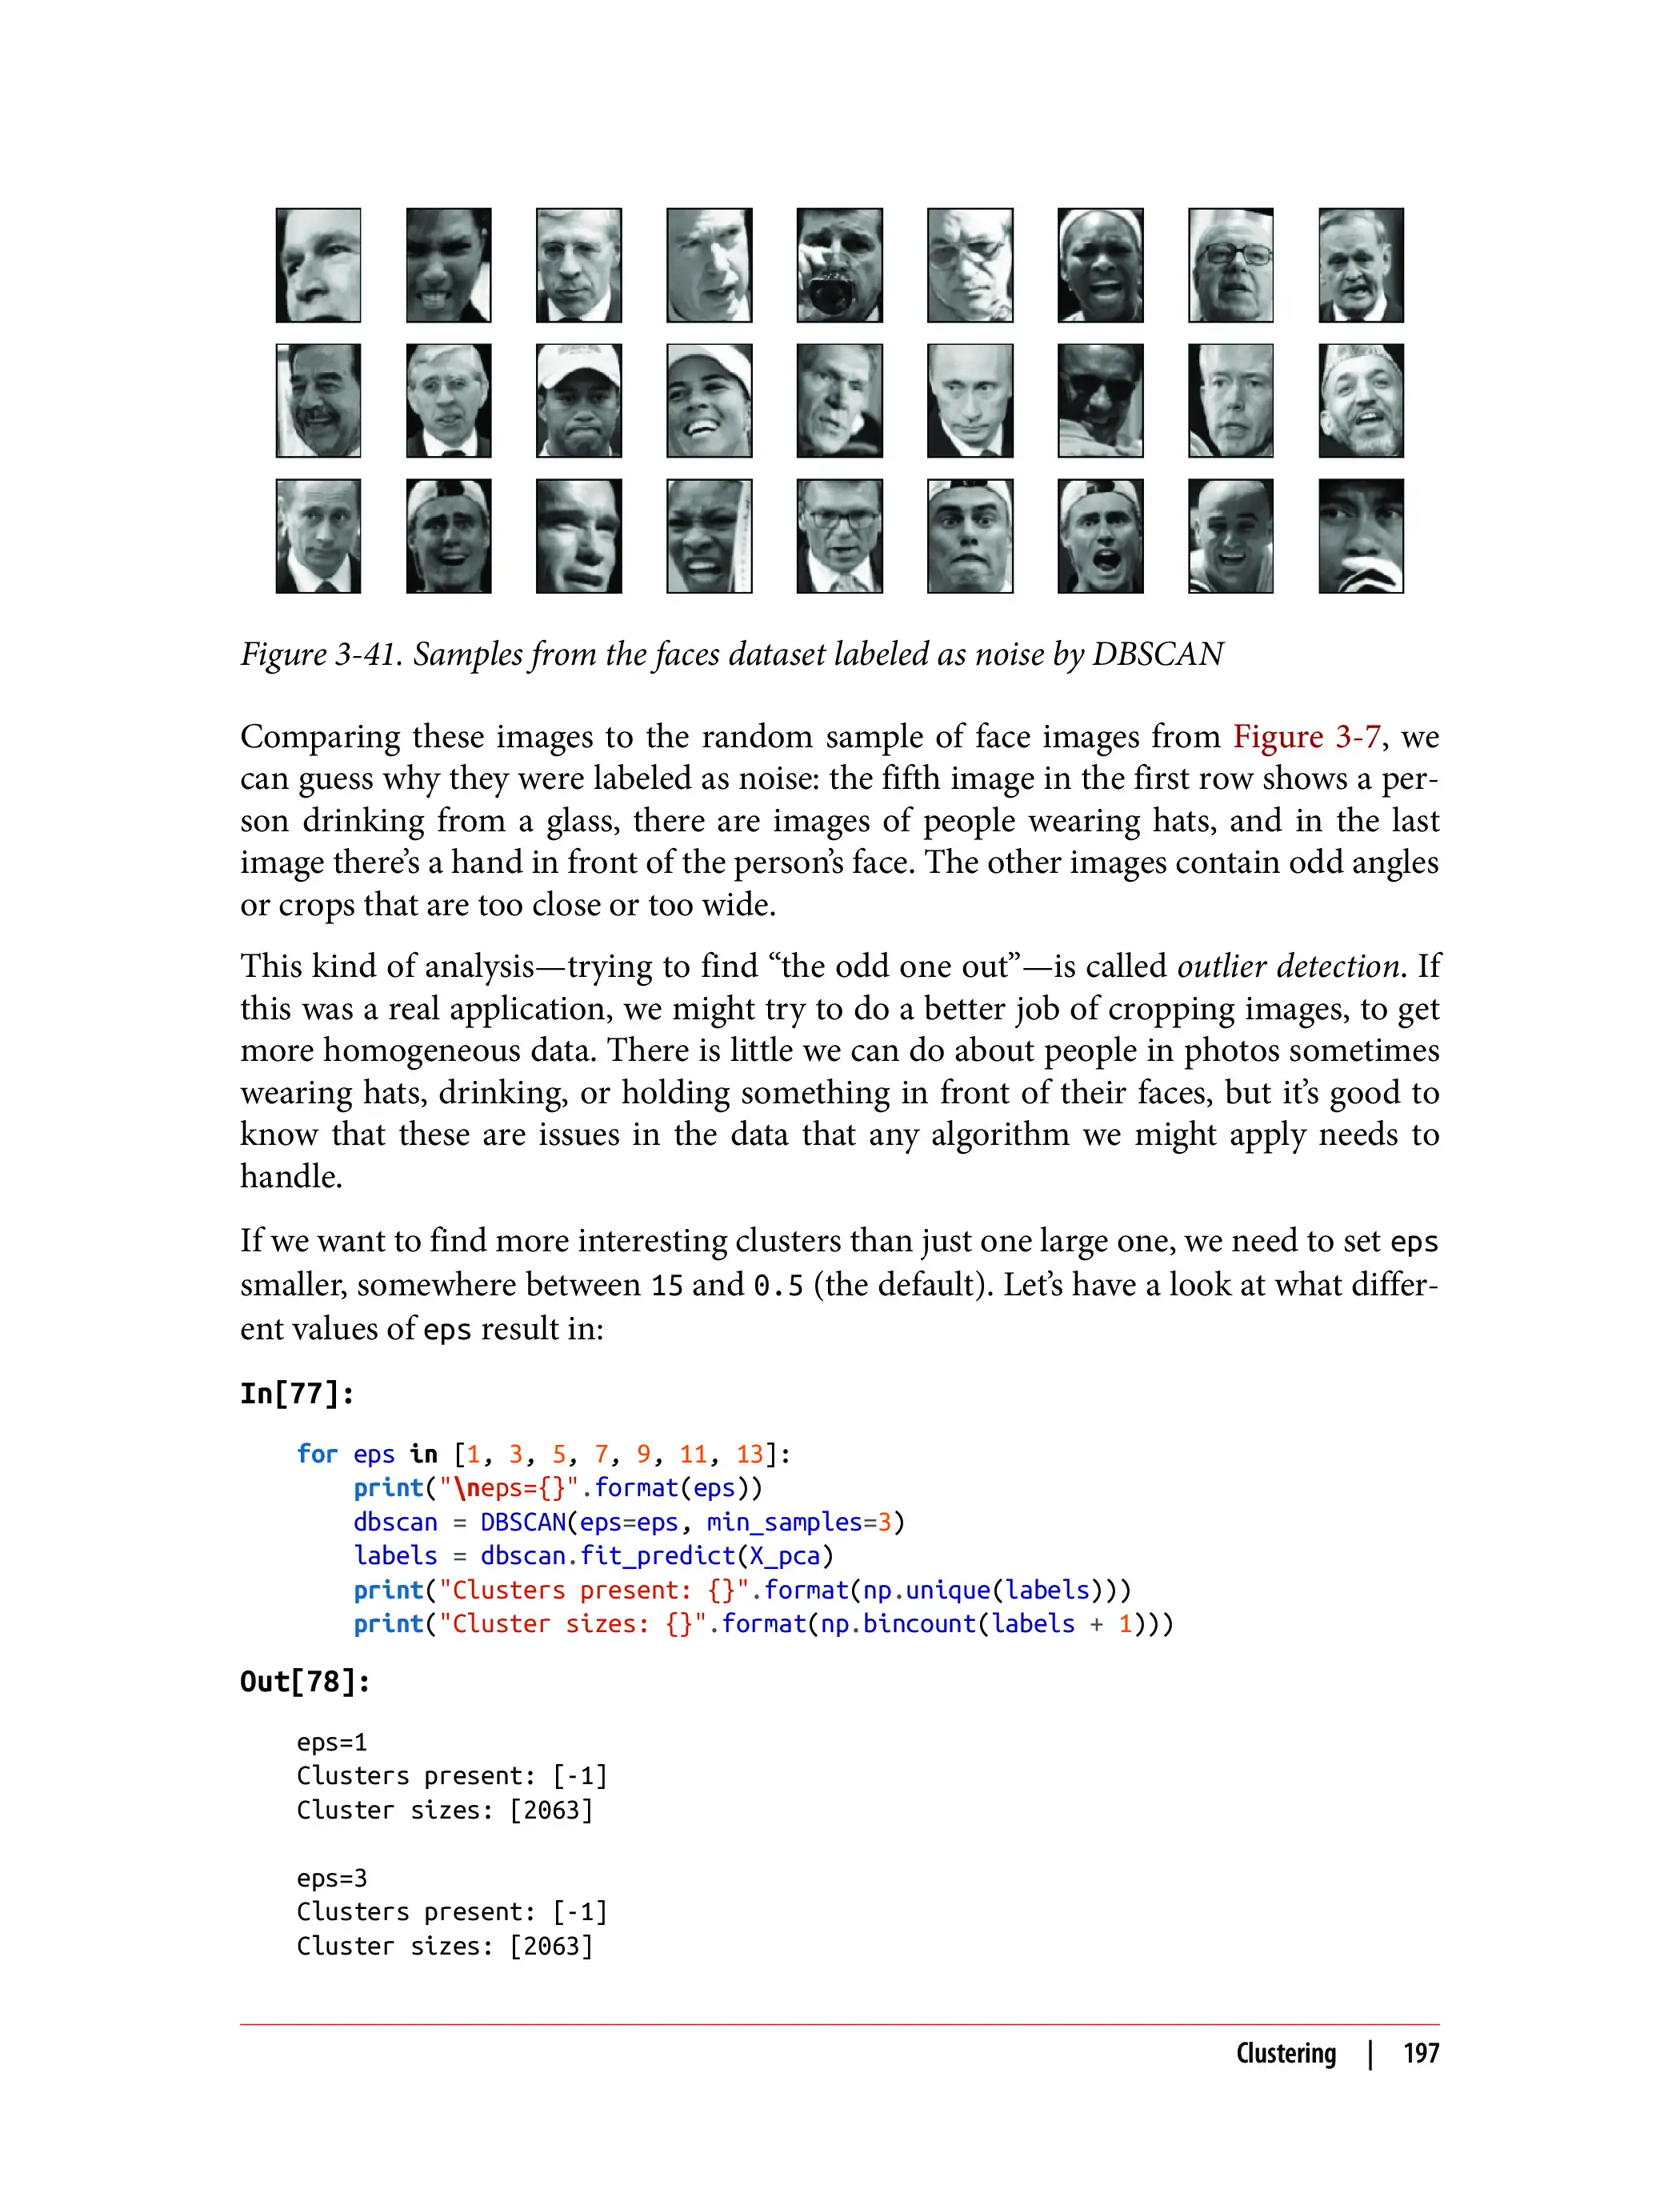 Figure 3-41. Samples from the faces dataset labeled as noise by DBSCAN
Comparing these images to the random sample of face images from Figure 3-7, we
can guess why they were labeled as noise: the fifth image in the first row shows a per-
son drinking from a glass, there are images of people wearing hats, and in the last
image there’s a hand in front of the person’s face. The other images contain odd angles
or crops that are too close or too wide.
This kind of analysis—trying to find “the odd one out”—is called outlier detection. If
this was a real application, we might try to do a better job of cropping images, to get
more homogeneous data. There is little we can do about people in photos sometimes
wearing hats, drinking, or holding something in front of their faces, but it’s good to
know that these are issues in the data that any algorithm we might apply needs to
handle.
If we want to find more interesting clusters than just one large one, we need to set eps
smaller, somewhere between 15 and 0.5 (the default). Let’s have a look at what differ-
ent values of eps result in:
In[77]:
for eps in [1, 3, 5, 7, 9, 11, 13]:
    print("\neps={}".format(eps))
    dbscan = DBSCAN(eps=eps, min_samples=3)
    labels = dbscan.fit_predict(X_pca)
    print("Clusters present: {}".format(np.unique(labels)))
    print("Cluster sizes: {}".format(np.bincount(labels + 1)))
Out[78]:
eps=1
Clusters present: [-1]
Cluster sizes: [2063]
eps=3
Clusters present: [-1]
Cluster sizes: [2063]
Clustering | 197